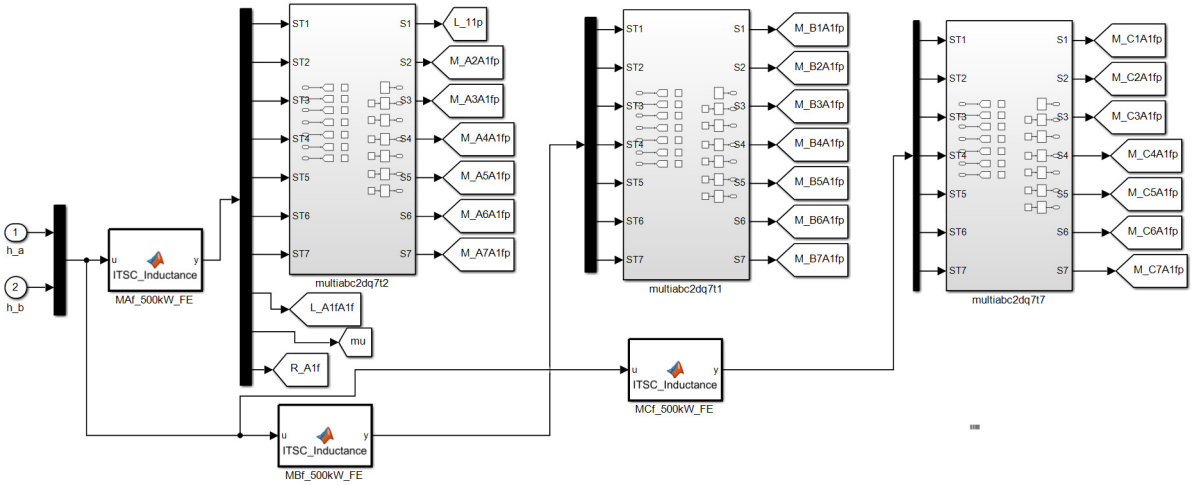 1
h_a
2
h_b
u
y
ITSC_Inductance
MAf_500kW_FE
ST1
ST2
ST3
ST4
ST5
ST6
ST7
S1
S2
S3
S4
S5
S6
S7
multiabc2dq7t2
L_11p
M_A2A1fp
M_A3A1fp
M_A4A1fp
M_A5A1fp
M_A6A1fp
M_A7A1fp
L_A1fA1f
mu
R_A1f
u
y
ITSC_Inductance
MBf_500kW_FE
ST1
ST2
ST3
ST4
ST5
ST6
ST7
S1
S2
S3
S4
S5
S6
S7
multiabc2dq7t1
M_B1A1fp
M_B2A1fp
M_B3A1fp
M_B4A1fp
M_B5A1fp
M_B6A1fp
M_B7A1fp
u
y
ITSC_Inductance
MCf_500kW_FE
ST1
ST2
ST3
ST4
ST5
ST6
ST7
S1
S2
S3
S4
S5
S6
S7
multiabc2dq7t7
M_C1A1fp
M_C2A1fp
M_C3A1fp
M_C4A1fp
M_C5A1fp
M_C6A1fp
M_C7A1fp